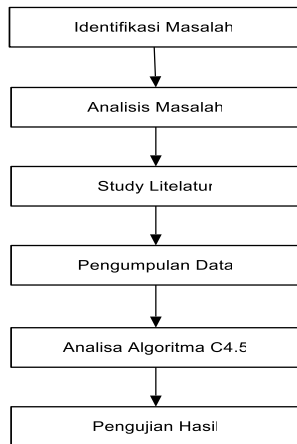 Identifikasi Masalah
Analisis Masalah
Study Litelatur
Pengumpulan Data
Analisa Algoritma C4.5
Pengujian Hasil